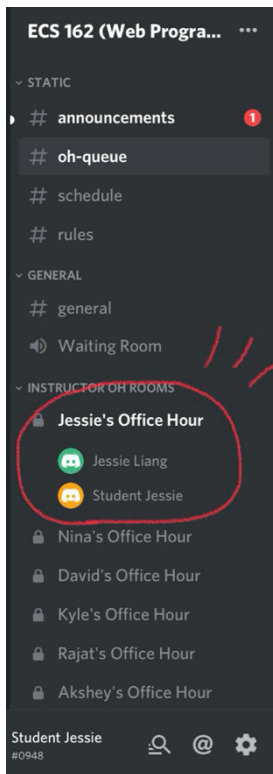 ECS 162 (Web Progra... ...
STATIC
# announcements 1
# oh-queue
# schedule
# rules
GENERAL
# general
Waiting Room
INSTRUCTOR OH ROOMS
Jessie's Office Hour
Jessie Liang
Student Jessie
Nina's Office Hour
David's Office Hour
Kyle's Office Hour
Rajat's Office Hour
Akshey's Office Hour
Student Jessie @
#0948